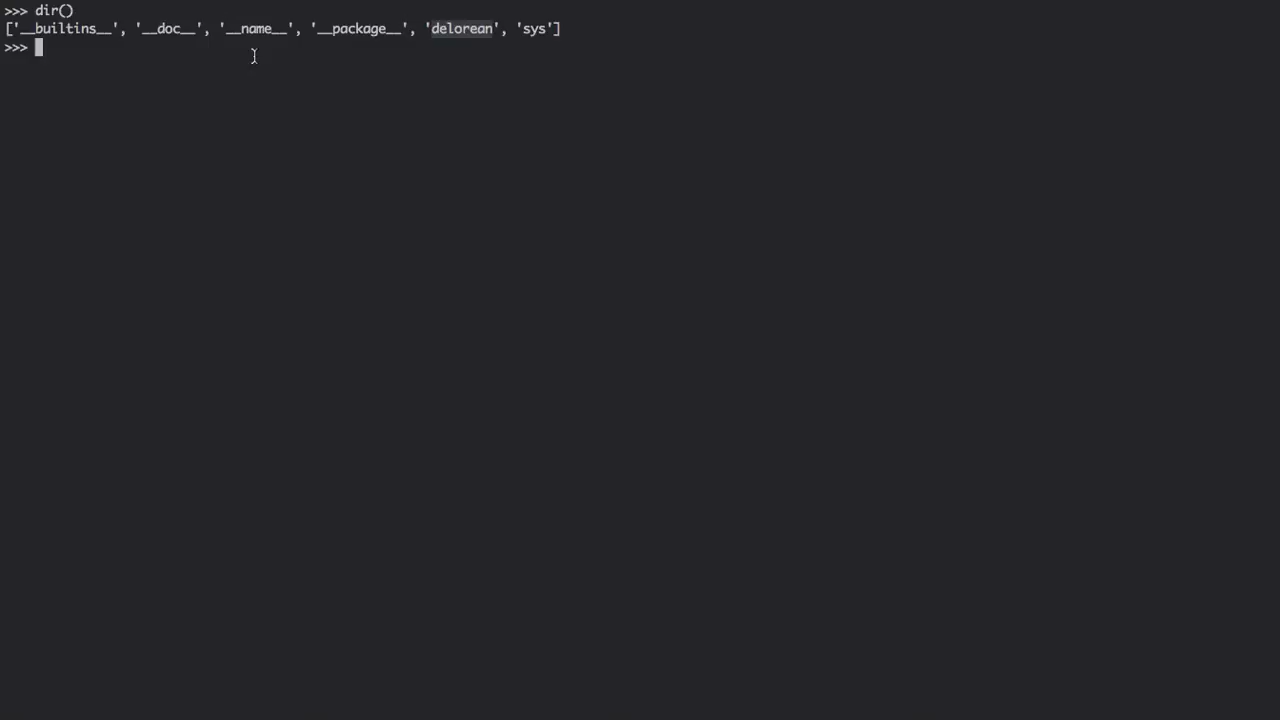 >>> dir()
['__builtins__', '__doc__', '__name__', '__package__', 'delorean', 'sys']
>>>